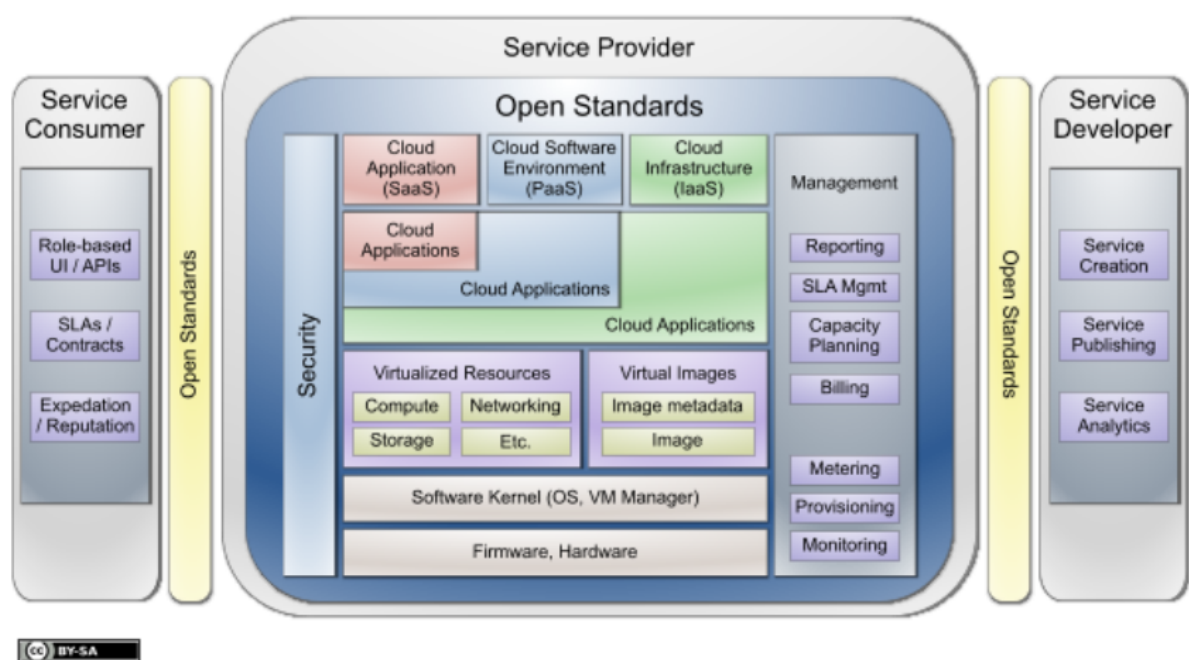 Service Provider
Service
Consumer
Role-based
UI / APIs
SLAs /
Contracts
Expedation
/ Reputation
Open Standards
Open Standards
Security
Cloud
Application
(SaaS)
Cloud Software
Environment
(PaaS)
Cloud
Infrastructure
(IaaS)
Cloud
Applications
Cloud Applications
Cloud Applications
Virtualized Resources
Compute
Networking
Storage
Etc.
Virtual Images
Image metadata
Image
Software Kernel (OS, VM Manager)
Firmware, Hardware
Management
Reporting
SLA Mgmt
Capacity
Planning
Billing
Metering
Provisioning
Monitoring
Open Standards
Service
Developer
Service
Creation
Service
Publishing
Service
Analytics
cc BY-SA